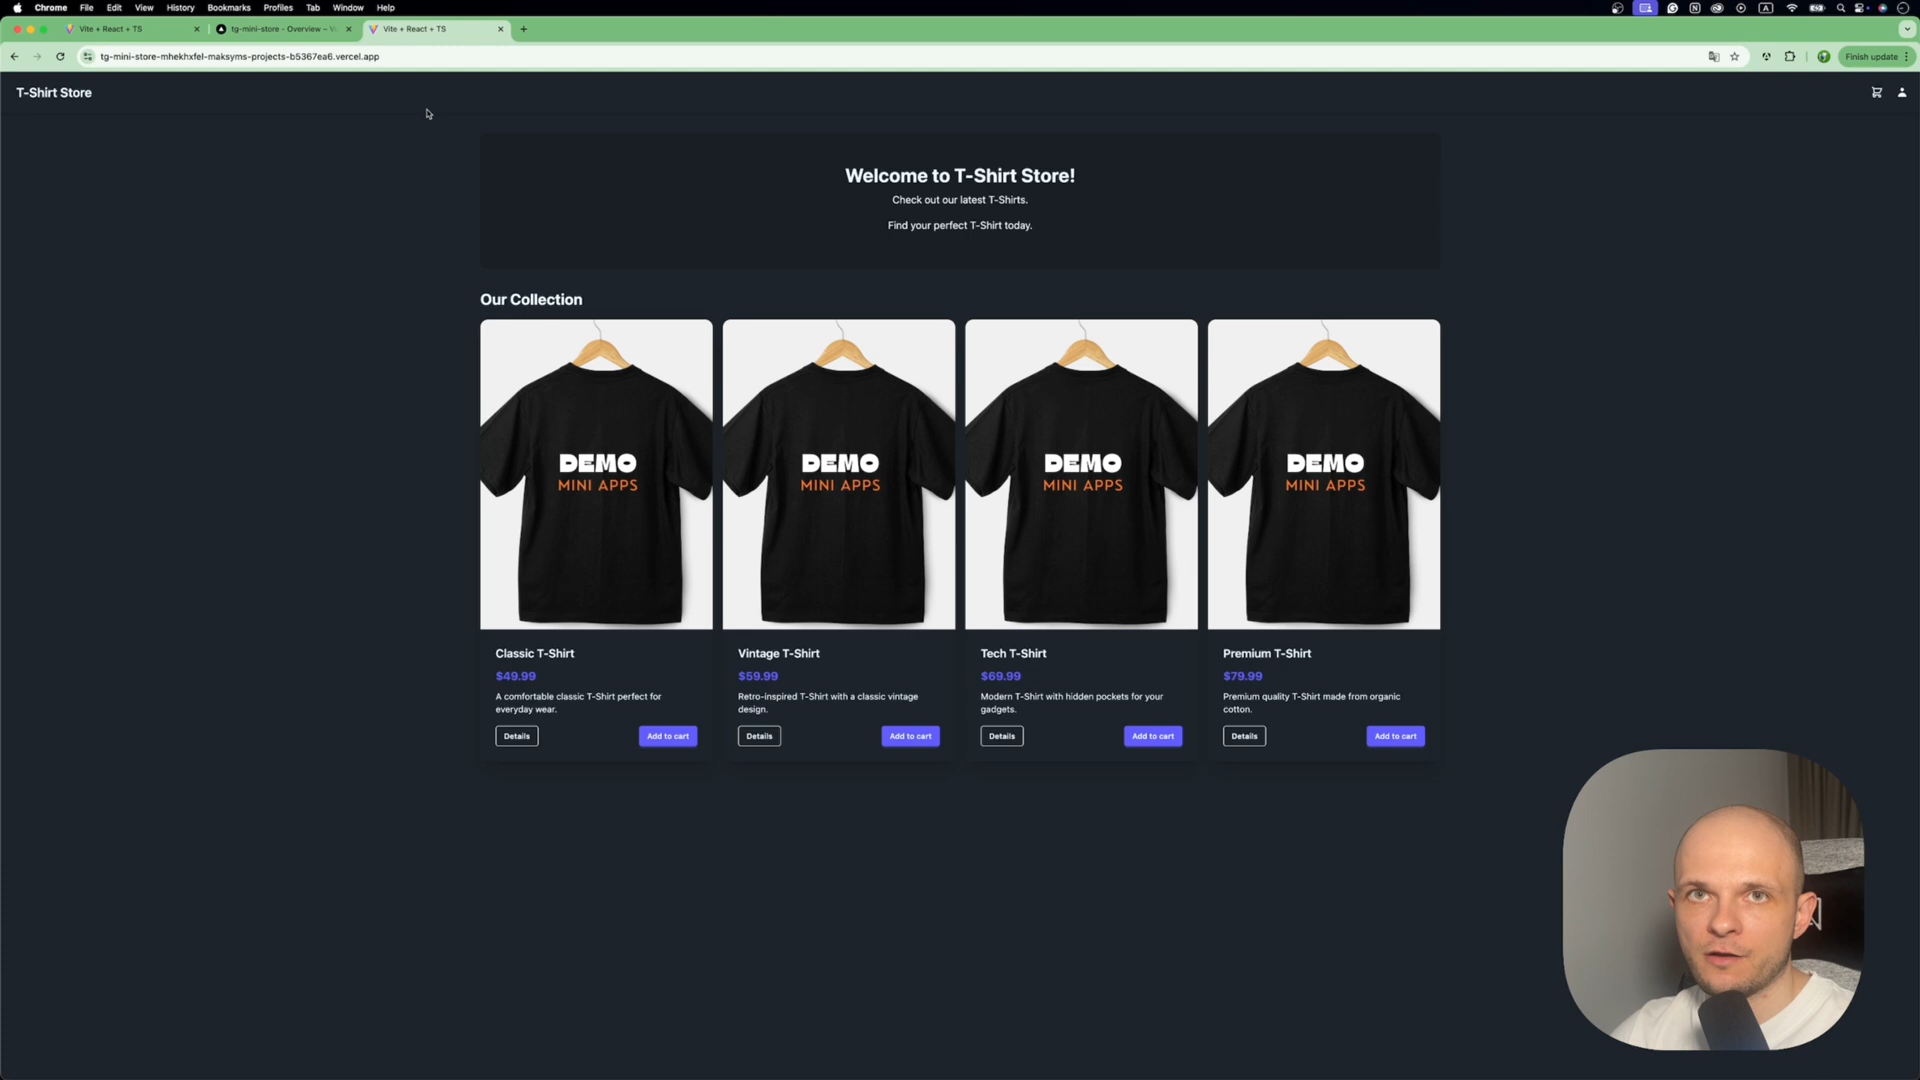 Chrome File Edit View History Bookmarks Profiles Tab Window Help
Vite + React + TS
tg-mini-store - Overview – V
Vite + React + TS
tg-mini-store-mhekhxfel-maksyms-projects-b5367ea6.vercel.app
Finish update
T-Shirt Store
Welcome to T-Shirt Store!
Check out our latest T-Shirts.
Find your perfect T-Shirt today.
Our Collection
DEMO DEMO DEMO DEMO
MINI APPS MINI APPS MINI APPS MINI APPS
Classic T-Shirt
$49.99
A comfortable classic T-Shirt perfect for
everyday wear.
Details Add to cart
Vintage T-Shirt
$59.99
Retro-inspired T-Shirt with a classic vintage
design.
Details Add to cart
Tech T-Shirt
$69.99
Modern T-Shirt with hidden pockets for your
gadgets.
Details Add to cart
Premium T-Shirt
$79.99
Premium quality T-Shirt made from organic
cotton.
Details Add to cart